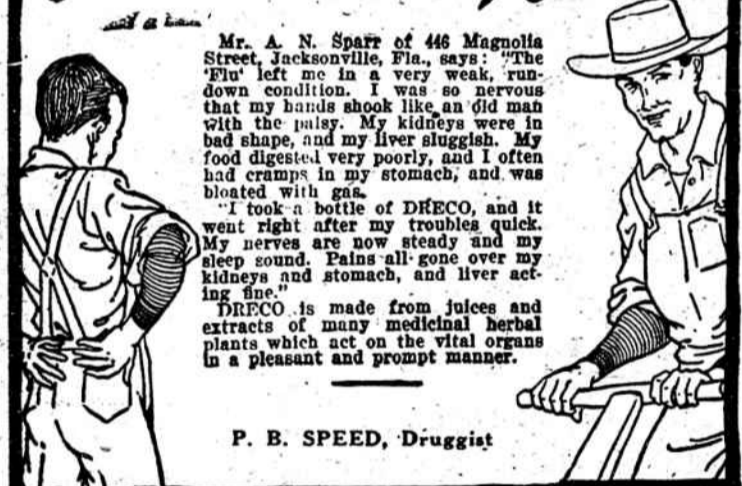 Mr. A. N. Sparr of 446 Magnolia
Street, Jacksonville, Fla., says: "The
'Flu' left me in a very weak, run-
down condition. I was so nervous
that my hands shook like an old man
with the palsy. My kidneys were in
bad shape, and my liver sluggish. My
food digested very poorly, and I often
had cramps in my stomach, and was
bloated with gas.
"I took a bottle of DRECO, and it
went right after my troubles quick.
My nerves are now steady and my
sleep sound. Pains all gone over my
kidneys and stomach, and liver act-
ing fine."
DRECO is made from juices and
extracts of many medicinal herbal
plants which act on the vital organs
in a pleasant and prompt manner.
P. B. SPEED, Druggist